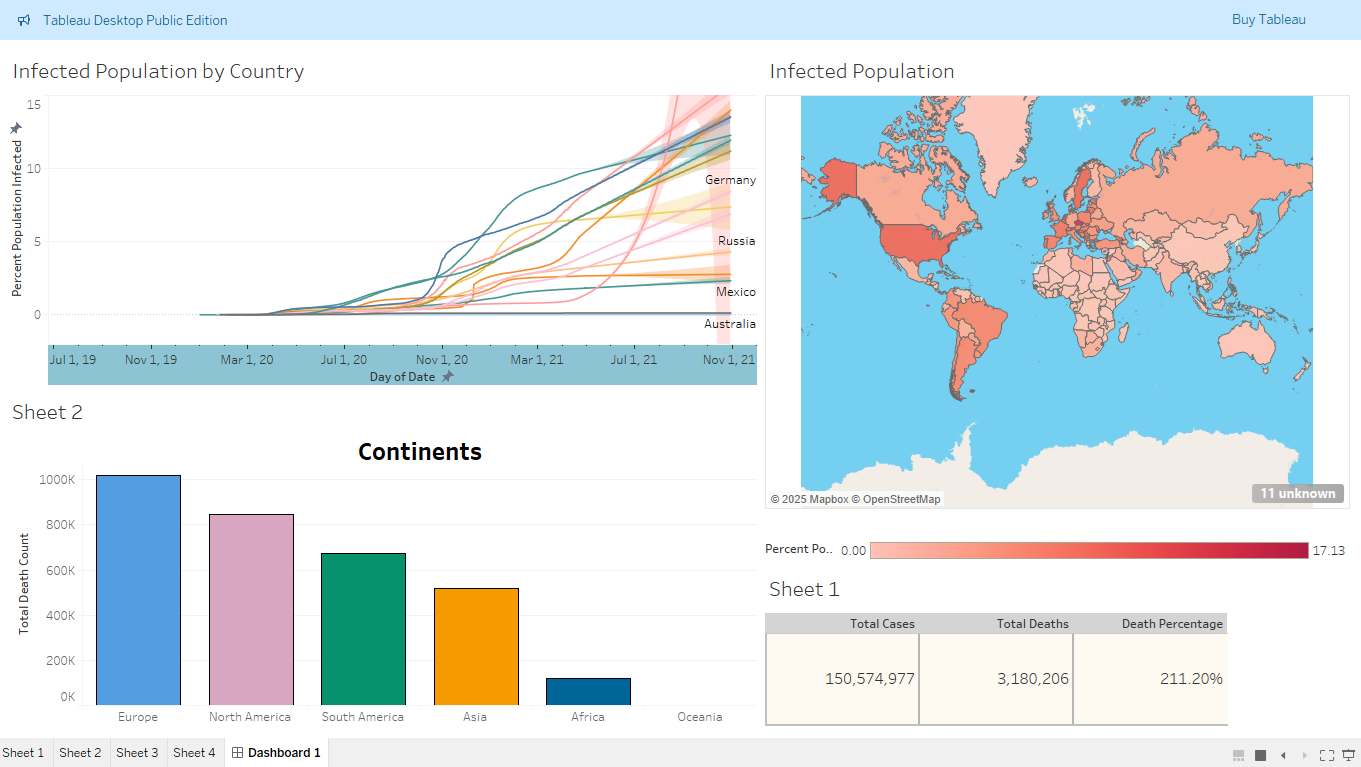 Tableau Desktop Public Edition
Buy Tableau
Infected Population by Country
Percent Population Infected
15
10
5
0
Germany
Russia
Mexico
Australia
Jul 1, 19
Nov 1, 19
Mar 1, 20
Jul 1, 20
Nov 1, 20
Mar 1, 21
Jul 1, 21
Nov 1, 21
Day of Date
Infected Population
© 2025 Mapbox © OpenStreetMap
11 unknown
Percent Po..
0.00
17.13
Sheet 2
Continents
Total Death Count
1000K
800K
600K
400K
200K
0K
Europe
North America
South America
Asia
Africa
Oceania
Sheet 1
Total Cases
Total Deaths
Death Percentage
150,574,977
3,180,206
211.20%
Sheet 1
Sheet 2
Sheet 3
Sheet 4
Dashboard 1